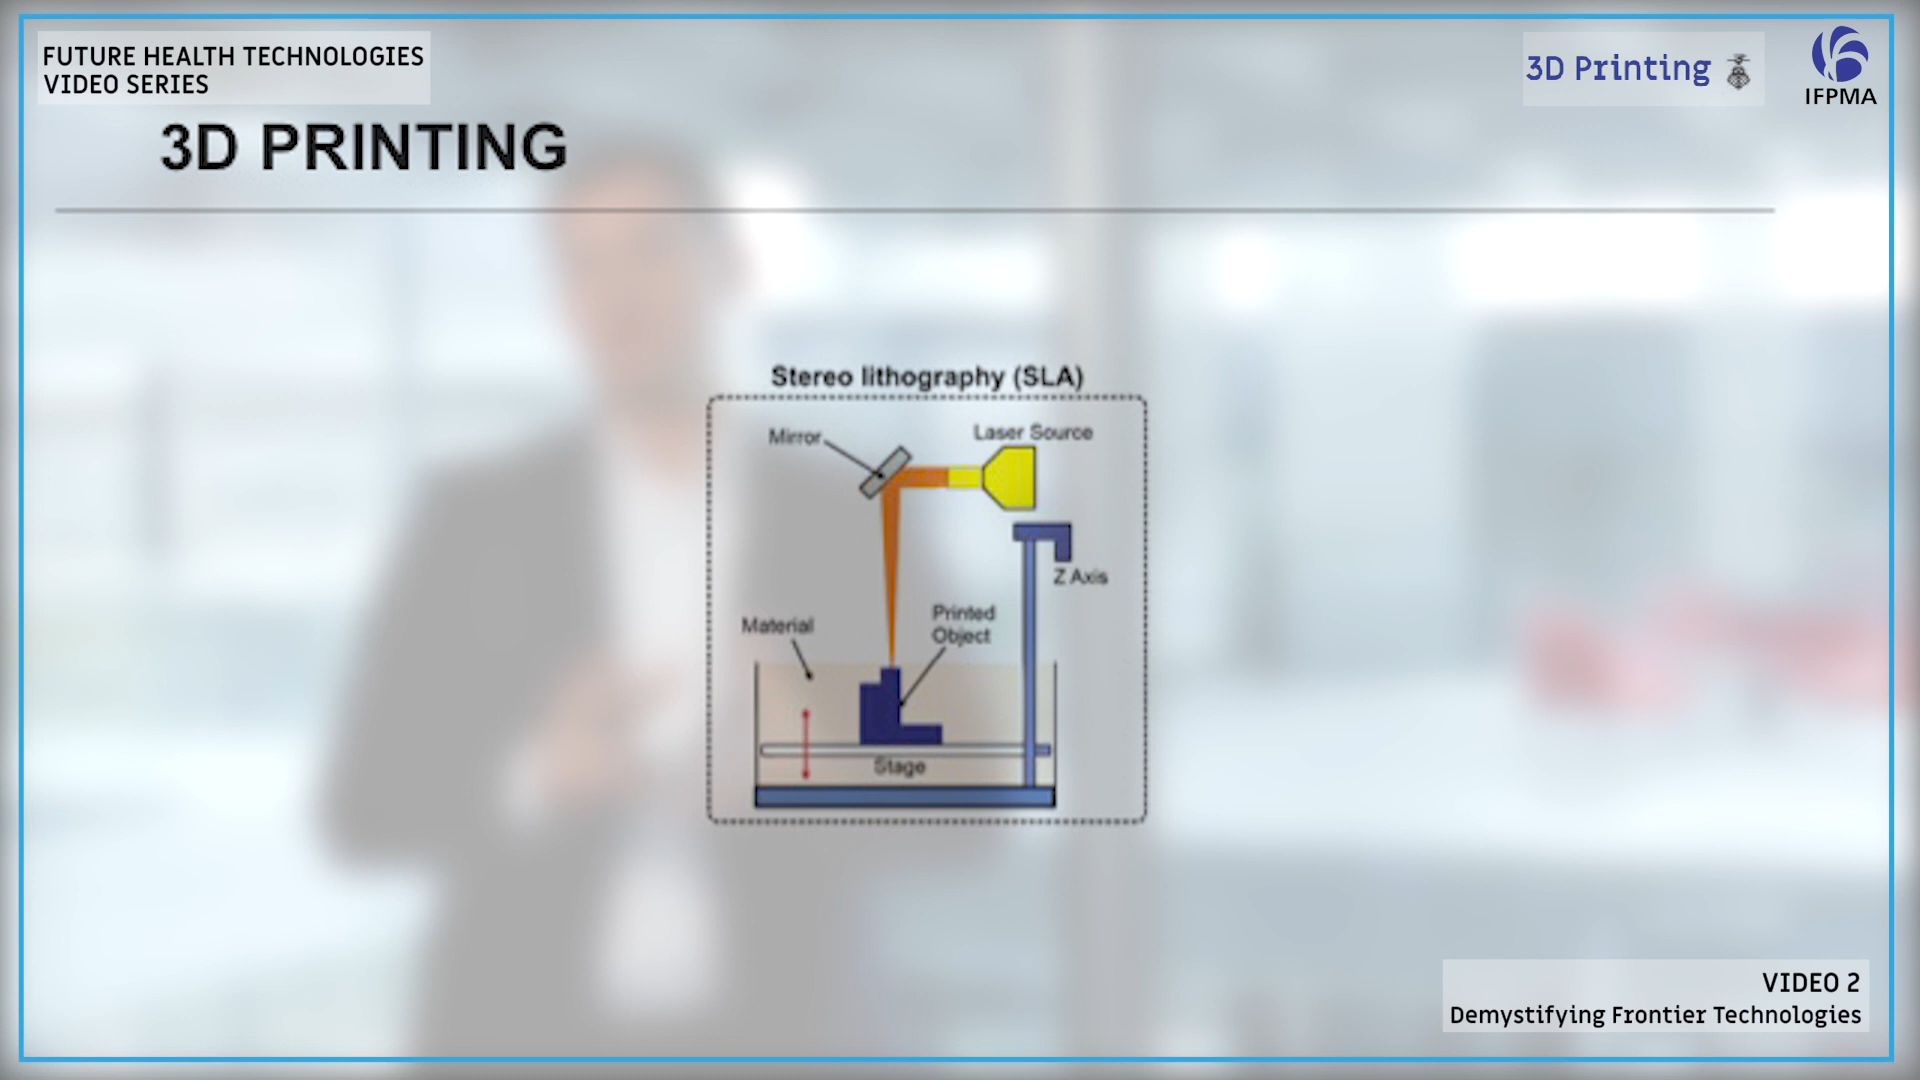 FUTURE HEALTH TECHNOLOGIES
VIDEO SERIES
3D Printing
IFPMA
3D PRINTING
Stereo lithography (SLA)
Mirror
Laser Source
Z Axis
Printed
Object
Material
Stage
VIDEO 2
Demystifying Frontier Technologies